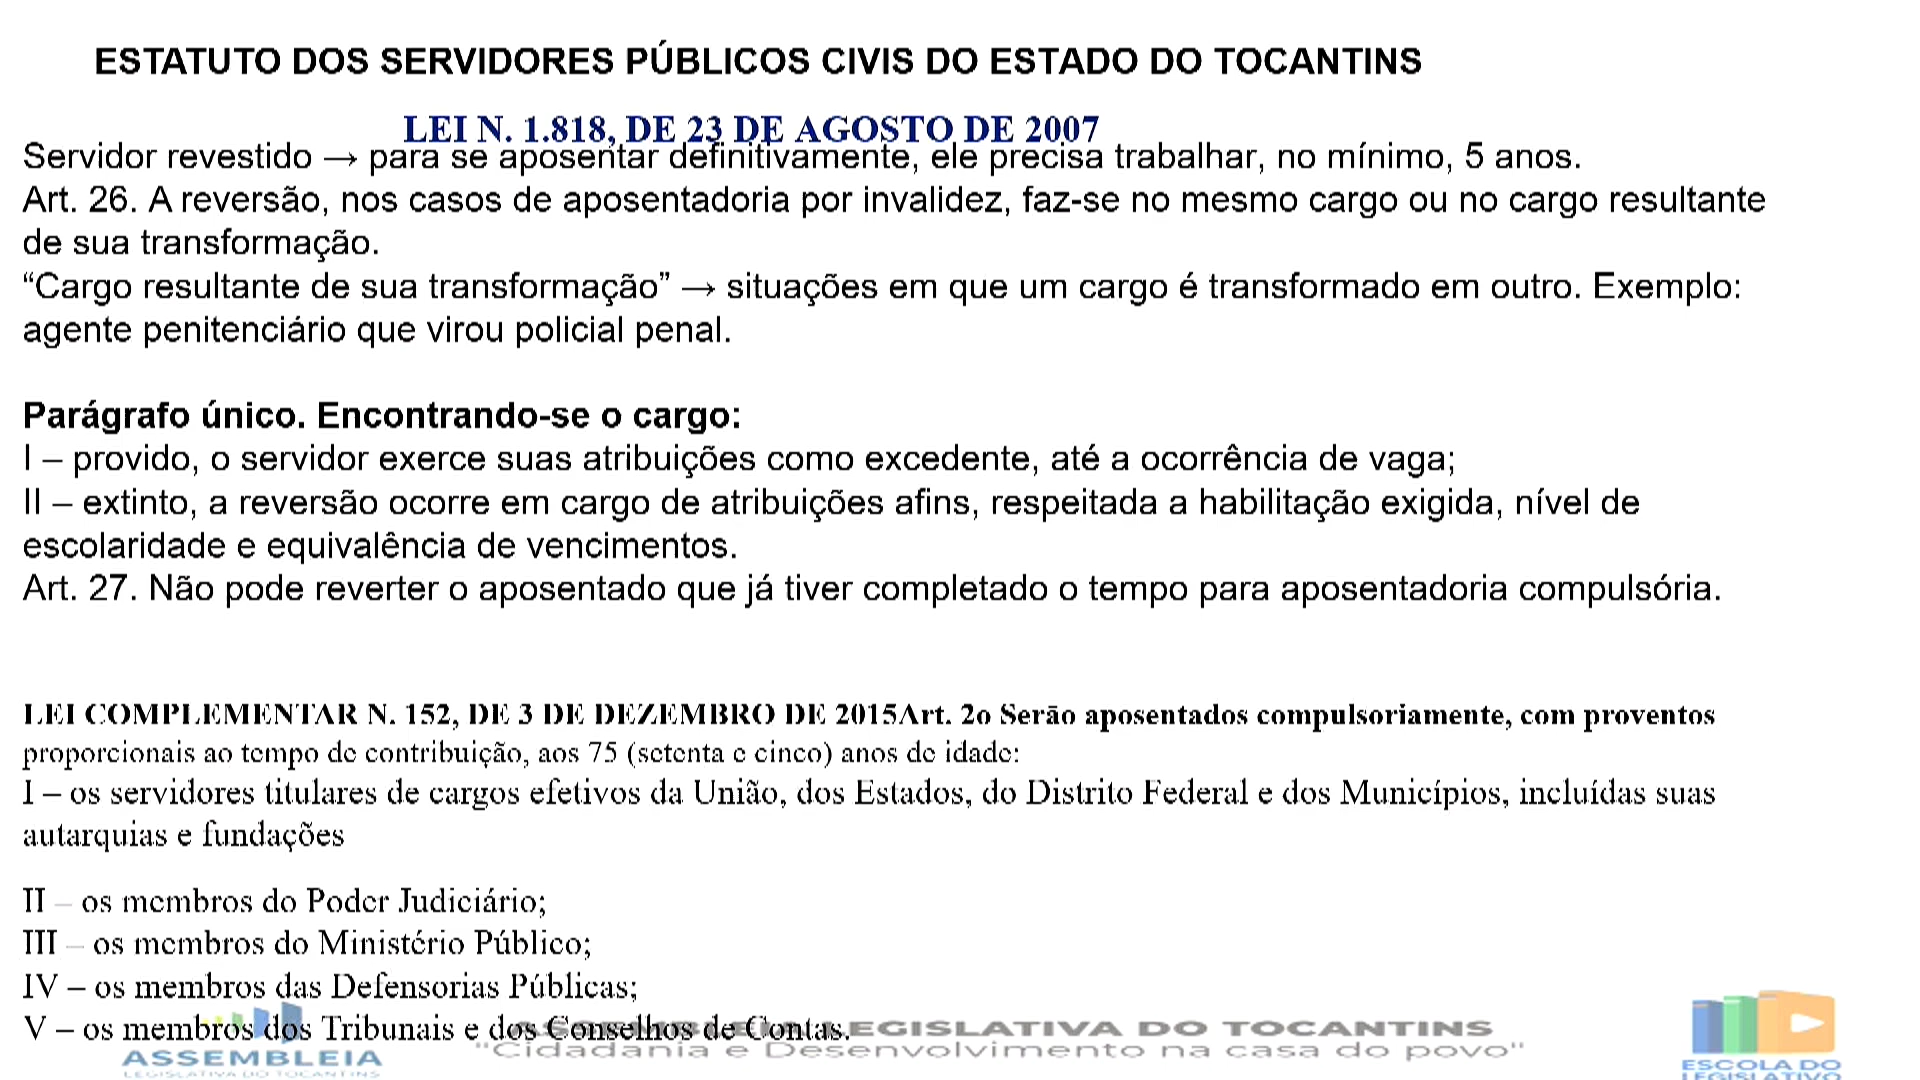 ESTATUTO DOS SERVIDORES PÚBLICOS CIVIS DO ESTADO DO TOCANTINS
LEI N. 1.818, DE 23 DE AGOSTO DE 2007
Servidor revestido → para se aposentar definitivamente, ele precisa trabalhar, no mínimo, 5 anos.
Art. 26. A reversão, nos casos de aposentadoria por invalidez, faz-se no mesmo cargo ou no cargo resultante
de sua transformação.
“Cargo resultante de sua transformação” → situações em que um cargo é transformado em outro. Exemplo:
agente penitenciário que virou policial penal.
Parágrafo único. Encontrando-se o cargo:
I – provido, o servidor exerce suas atribuições como excedente, até a ocorrência de vaga;
II – extinto, a reversão ocorre em cargo de atribuições afins, respeitada a habilitação exigida, nível de
escolaridade e equivalência de vencimentos.
Art. 27. Não pode reverter o aposentado que já tiver completado o tempo para aposentadoria compulsória.
LEI COMPLEMENTAR N. 152, DE 3 DE DEZEMBRO DE 2015Art. 2o Serão aposentados compulsoriamente, com proventos
proporcionais ao tempo de contribuição, aos 75 (setenta e cinco) anos de idade:
I – os servidores titulares de cargos efetivos da União, dos Estados, do Distrito Federal e dos Municípios, incluídas suas
autarquias e fundações
II – os membros do Poder Judiciário;
III – os membros do Ministério Público;
IV – os membros das Defensorias Públicas;
V – os membros dos Tribunais e dos Conselhos de Contas.
ASSEMBLEIA LEGISLATIVA DO TOCANTINS
"Cidadania e Desenvolvimento na casa do povo"
ASSEMBLEIA
LEGISLATIVA DO TOCANTINS
ESCOLA DO
LEGISLATIVO